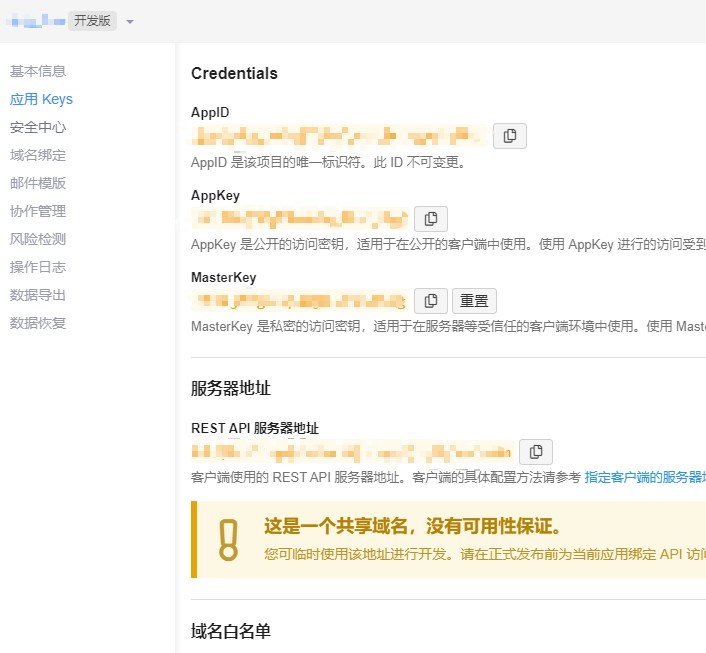 开发版
基本信息
应用 Keys
安全中心
域名绑定
邮件模版
协作管理
风险检测
操作日志
数据导出
数据恢复
Credentials
AppID
AppID 是该项目的唯一标识符。此 ID 不可变更。
AppKey
AppKey 是公开的访问密钥，适用于在公开的客户端中使用。使用 AppKey 进行的访问受到
MasterKey
重置
MasterKey 是私密的访问密钥，适用于在服务器等受信任的客户端环境中使用。使用 Mast
服务器地址
REST API 服务器地址
客户端使用的 REST API 服务器地址。客户端的具体配置方法请参考 指定客户端的服务器地
这是一个共享域名，没有可用性保证。
您可临时使用该地址进行开发。请在正式发布前为当前应用绑定 API 访问
域名白名单